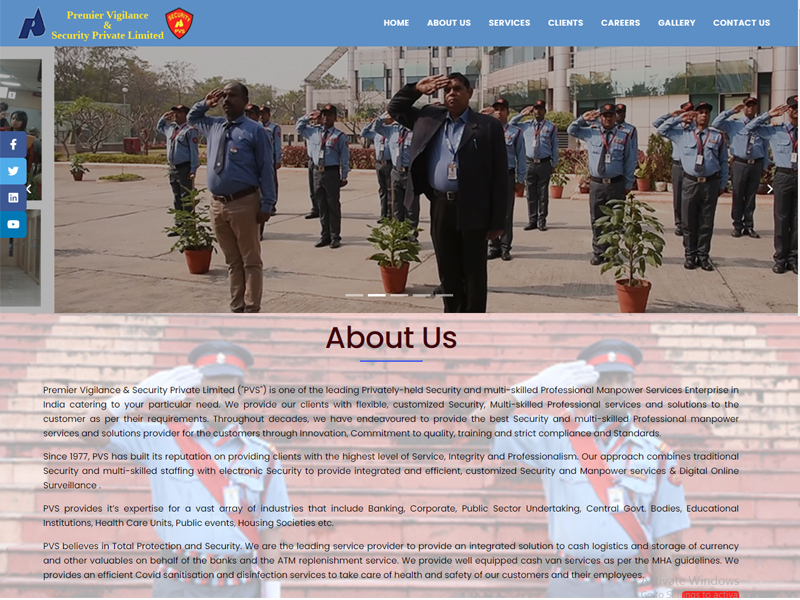 Premier Vigilance
&
Security Private Limited
SECURITY
PVS
HOME ABOUT US SERVICES CLIENTS CAREERS GALLERY CONTACT US
About Us
Premier Vigilance & Security Private Limited ("PVS") is one of the leading Privately-held Security and multi-skilled Professional Manpower Services Enterprise in
India catering to your particular need. We provide our clients with flexible, customized Security, Multi-skilled Professional services and solutions to the
customer as per their requirements. Throughout decades, we have endeavoured to provide the best Security and multi-skilled Professional manpower
services and solutions provider for the customers through Innovation, Commitment to quality, training and strict compliance and Standards.
Since 1977, PVS has built its reputation on providing clients with the highest level of Service, Integrity and Professionalism. Our approach combines traditional
Security and multi-skilled staffing with electronic Security to provide integrated and efficient, customized Security and Manpower services & Digital Online
Surveillance .
PVS provides it's expertise for a vast array of industries that include Banking, Corporate, Public Sector Undertaking, Central Govt. Bodies, Educational
Institutions, Health Care Units, Public events, Housing Societies etc.
PVS believes in Total Protection and Security. We are the leading service provider to provide an integrated solution to cash logistics and storage of currency
and other valuables on behalf of the banks and the ATM replenishment service. We provide well equipped cash van services as per the MHA guidelines. We
provides an efficient Covid sanitisation and disinfection services to take care of health and safety of our customers and their employees.
Activate Windows